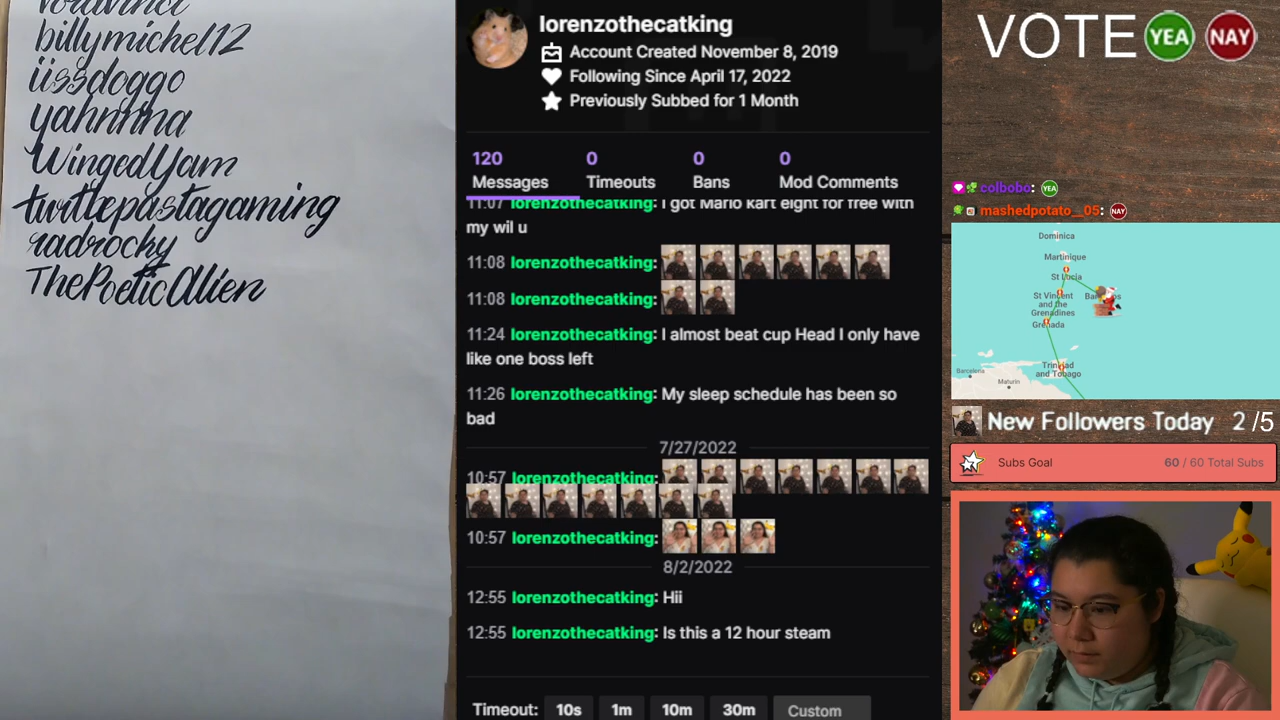 billymichel12
iissdoggo
yahnnna
WingedYam
turtlepastagaming
radrocky
ThePoeticAlien
lorenzothecatking
Account Created November 8, 2019
Following Since April 17, 2022
Previously Subbed for 1 Month
120 0 0 0
Messages Timeouts Bans Mod Comments
11:07 lorenzothecatking: I got Mario kart eight for free with
my wil u
11:08 lorenzothecatking:
11:08 lorenzothecatking:
11:24 lorenzothecatking: I almost beat cup Head I only have
like one boss left
11:26 lorenzothecatking: My sleep schedule has been so
bad
7/27/2022
10:57 lorenzothecatking:
10:57 lorenzothecatking:
8/2/2022
12:55 lorenzothecatking: Hii
12:55 lorenzothecatking: Is this a 12 hour steam
Timeout: 10s 1m 10m 30m Custom
VOTE YEA NAY
colbobo: YEA
mashedpotato_05: NAY
Dominica
Martinique
St Lucia
St Vincent
and the
Grenadines
Grenada
Barcelona
Maturin
Trinidad
and Tobago
New Followers Today 2 /5
Subs Goal 60 / 60 Total Subs